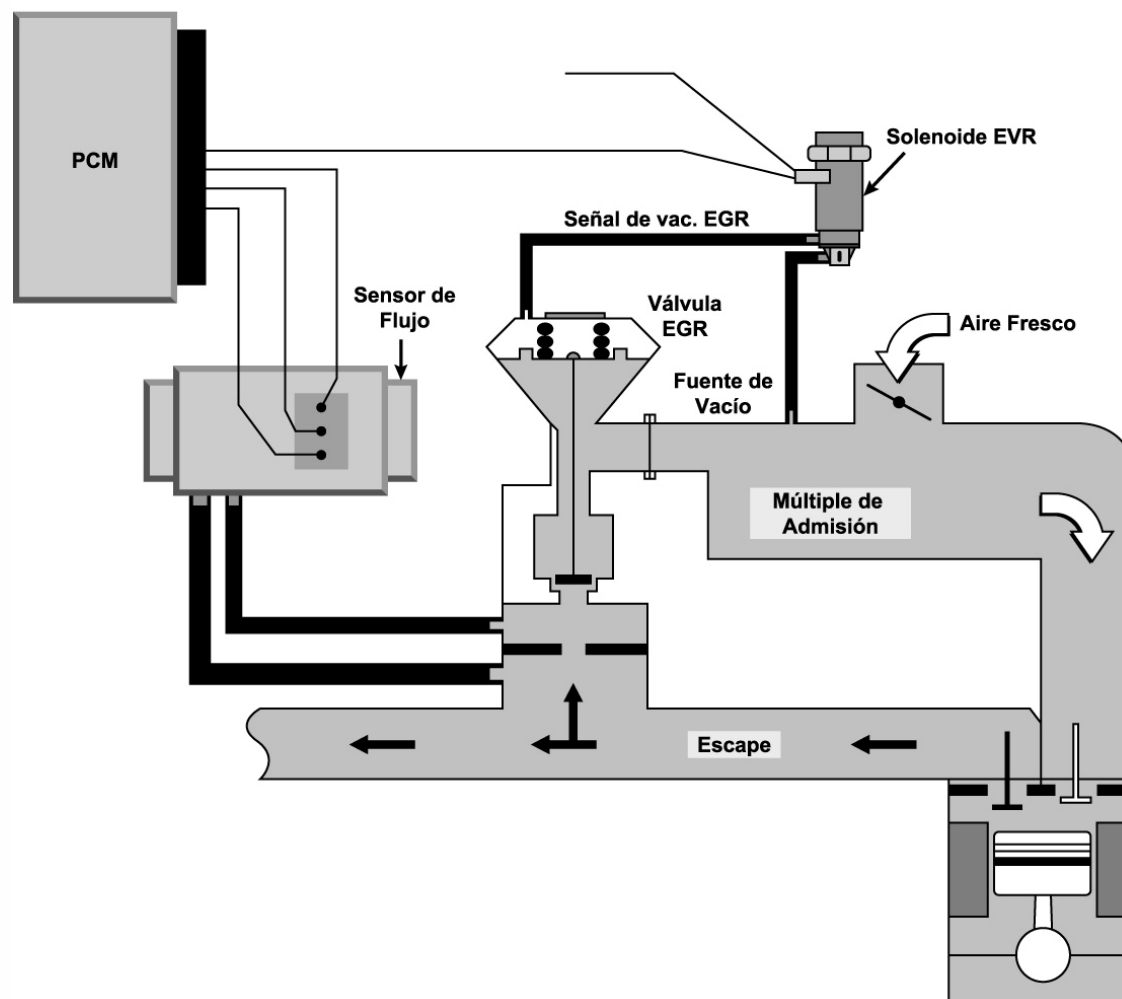 PCM
Solenoide EVR
Señal de vac. EGR
Sensor de
Flujo
Válvula
EGR
Aire Fresco
Fuente de
Vacío
Múltiple de
Admisión
Escape